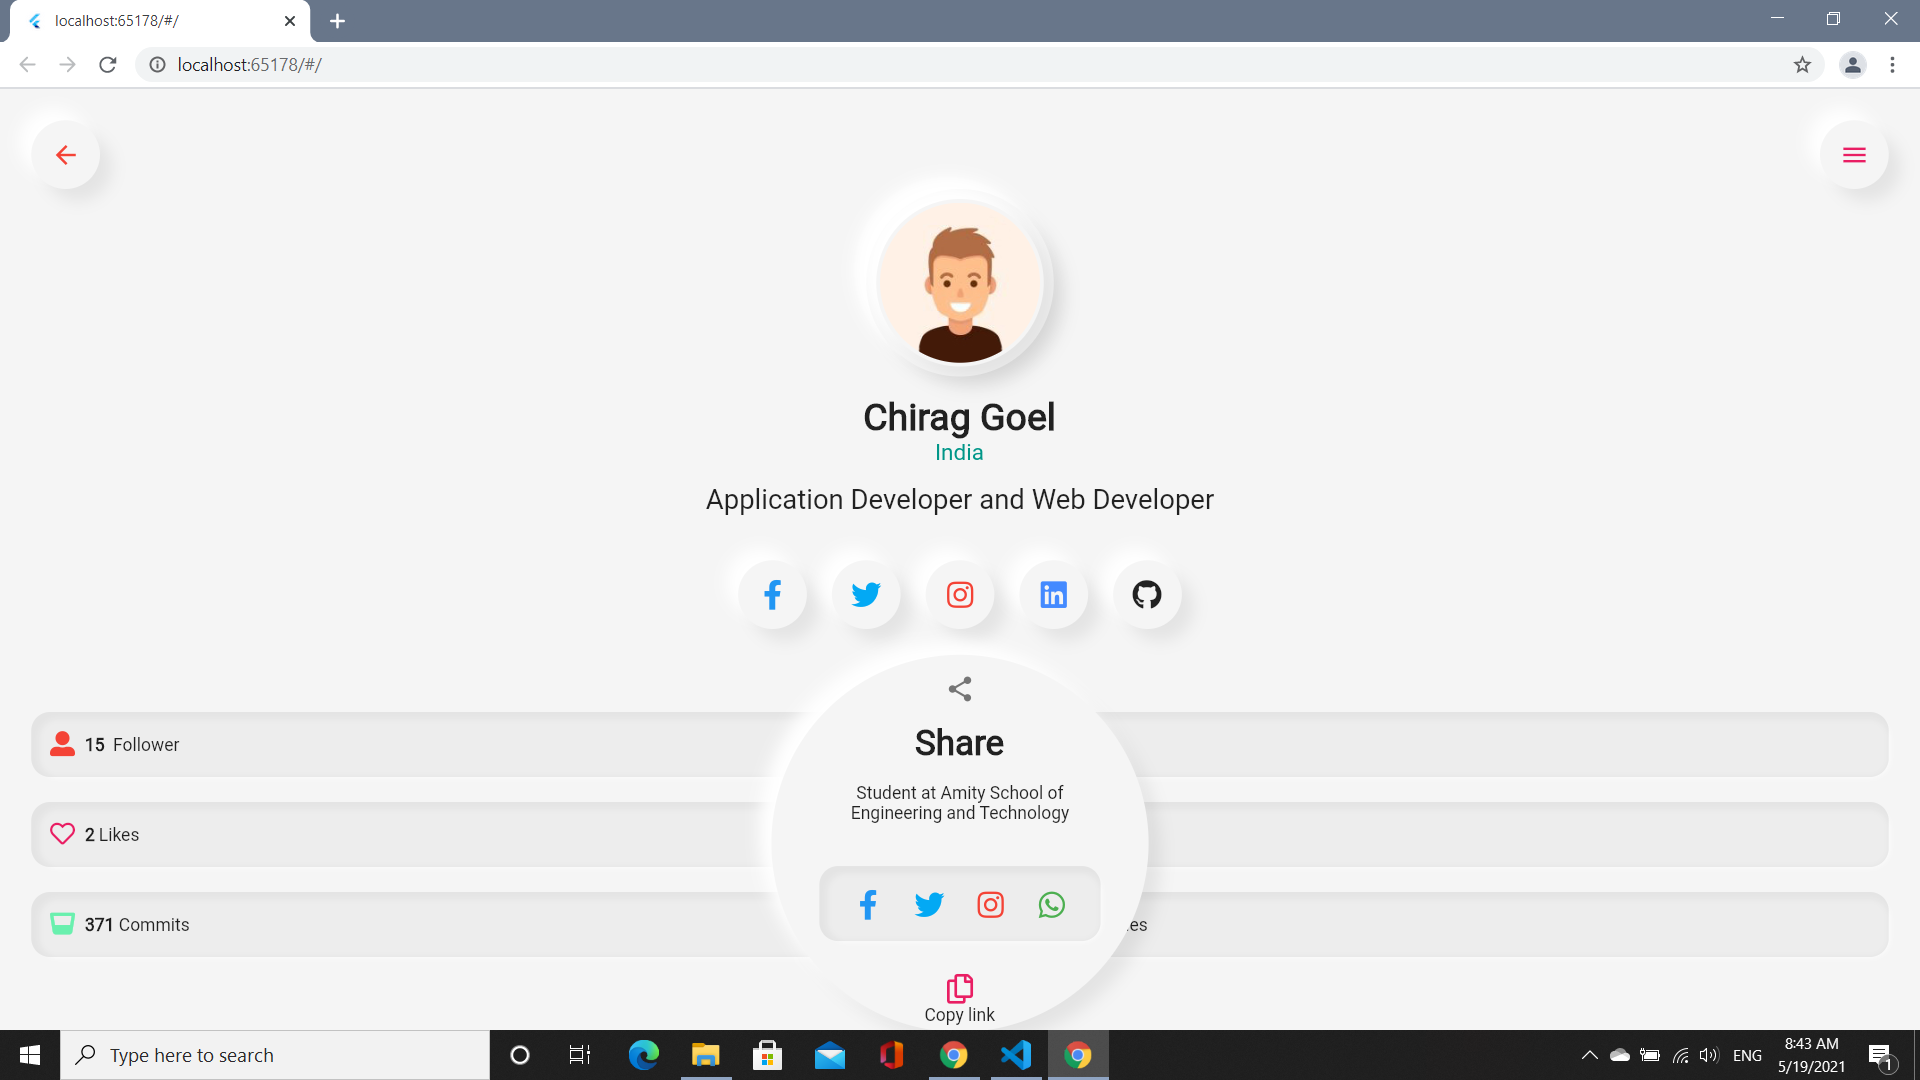 localhost:65178/#/
localhost:65178/#/
Chirag Goel
India
Application Developer and Web Developer
15 Follower
2 Likes
371 Commits
Share
Student at Amity School of
Engineering and Technology
Copy link
Type here to search
ENG
8:43 AM
5/19/2021
1